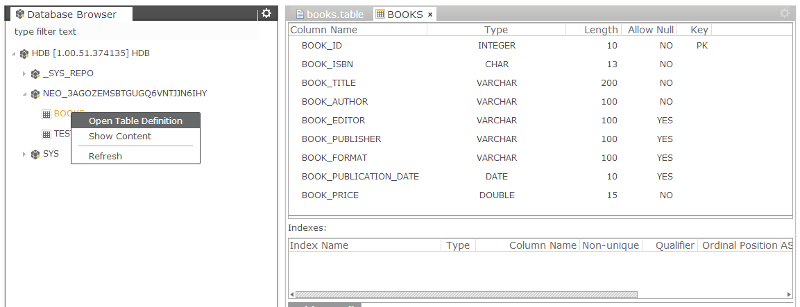 Database Browser
type filter text
HDB [1.00.51.374135] HDB
_SYS_REPO
NEO_3AGOZEMSBTGUGQ6VNTJJN6IHY
BOOKS
Open Table Definition
TEST
Show Content
SYS
Refresh
books.table BOOKS
Column Name Type Length Allow Null Key
BOOK_ID INTEGER 10 NO PK
BOOK_ISBN CHAR 13 NO
BOOK_TITLE VARCHAR 200 NO
BOOK_AUTHOR VARCHAR 100 NO
BOOK_EDITOR VARCHAR 100 YES
BOOK_PUBLISHER VARCHAR 100 YES
BOOK_FORMAT VARCHAR 100 YES
BOOK_PUBLICATION_DATE DATE 10 YES
BOOK_PRICE DOUBLE 15 NO
Indexes:
Index Name Type Column Name Non-unique Qualifier Ordinal Position AS